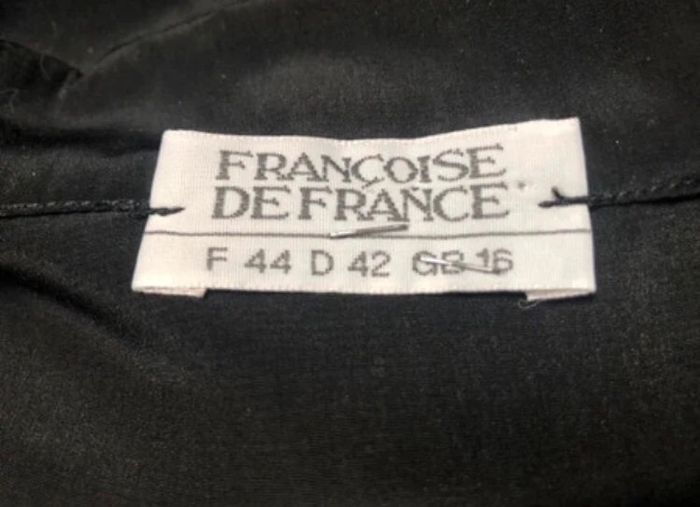 FRANÇOISE
DE FRANCE
F 44 D 42 GB 16